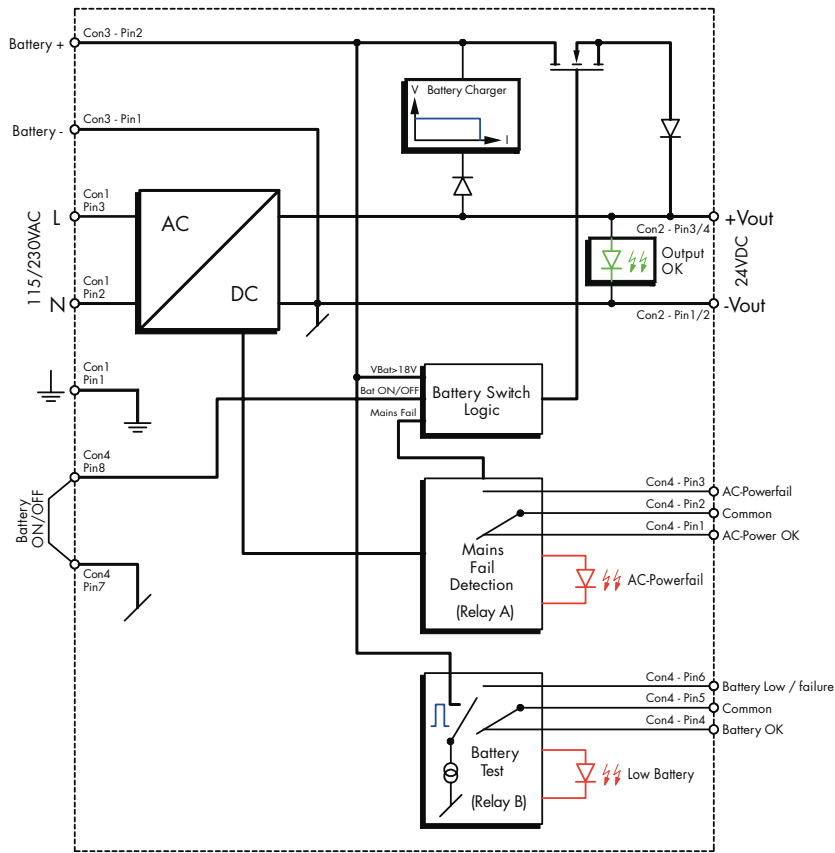 Battery +
Con3 - Pin2
V
Battery Charger
I
Battery -
Con3 - Pin1
115/230VAC
L
Con1
Pin3
AC
DC
N
Con1
Pin2
+Vout
Con2 - Pin3/4
24VDC
Output
OK
-Vout
Con2 - Pin1/2
Con1
Pin1
VBat>18V
Bat ON/OFF
Mains Fail
Battery Switch
Logic
Con4
Pin8
Battery
ON/OFF
Con4
Pin7
Con4 - Pin3
AC-Powerfail
Con4 - Pin2
Common
Con4 - Pin1
AC-Power OK
Mains
Fail
Detection
(Relay A)
AC-Powerfail
Con4 - Pin6
Battery Low / failure
Con4 - Pin5
Common
Con4 - Pin4
Battery OK
Battery
Test
(Relay B)
Low Battery